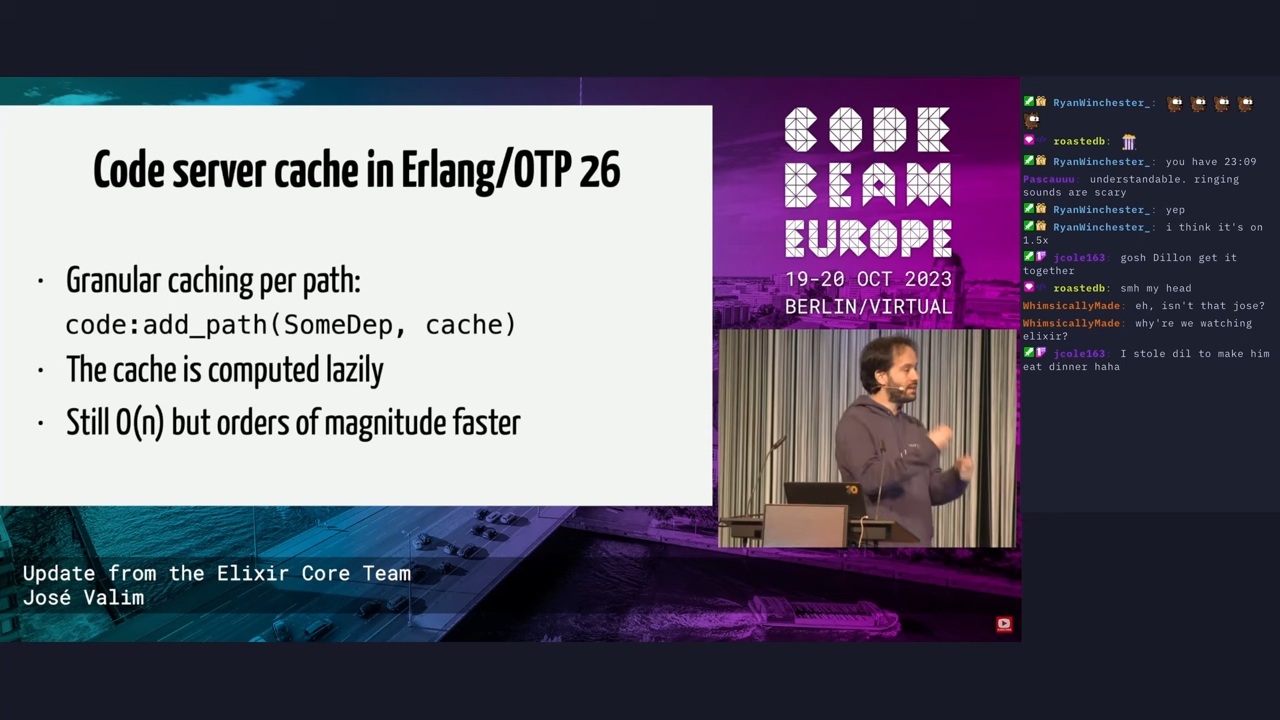 Code server cache in Erlang/OTP 26
· Granular caching per path:
code:add_path(SomeDep, cache)
· The cache is computed lazily
· Still O(n) but orders of magnitude faster
CODE
BEAM
EUROPE
19-20 OCT 2023
BERLIN/VIRTUAL
Update from the Elixir Core Team
José Valim
RyanWinchester_:
roastedb:
RyanWinchester_: you have 23:09
Pascauuu: understandable. ringing
sounds are scary
RyanWinchester_: yep
RyanWinchester_: i think it's on
1.5x
jcole163: gosh Dillon get it
together
roastedb: smh my head
WhimsicallyMade: eh, isn't that jose?
WhimsicallyMade: why're we watching
elixir?
jcole163: I stole dil to make him
eat dinner haha